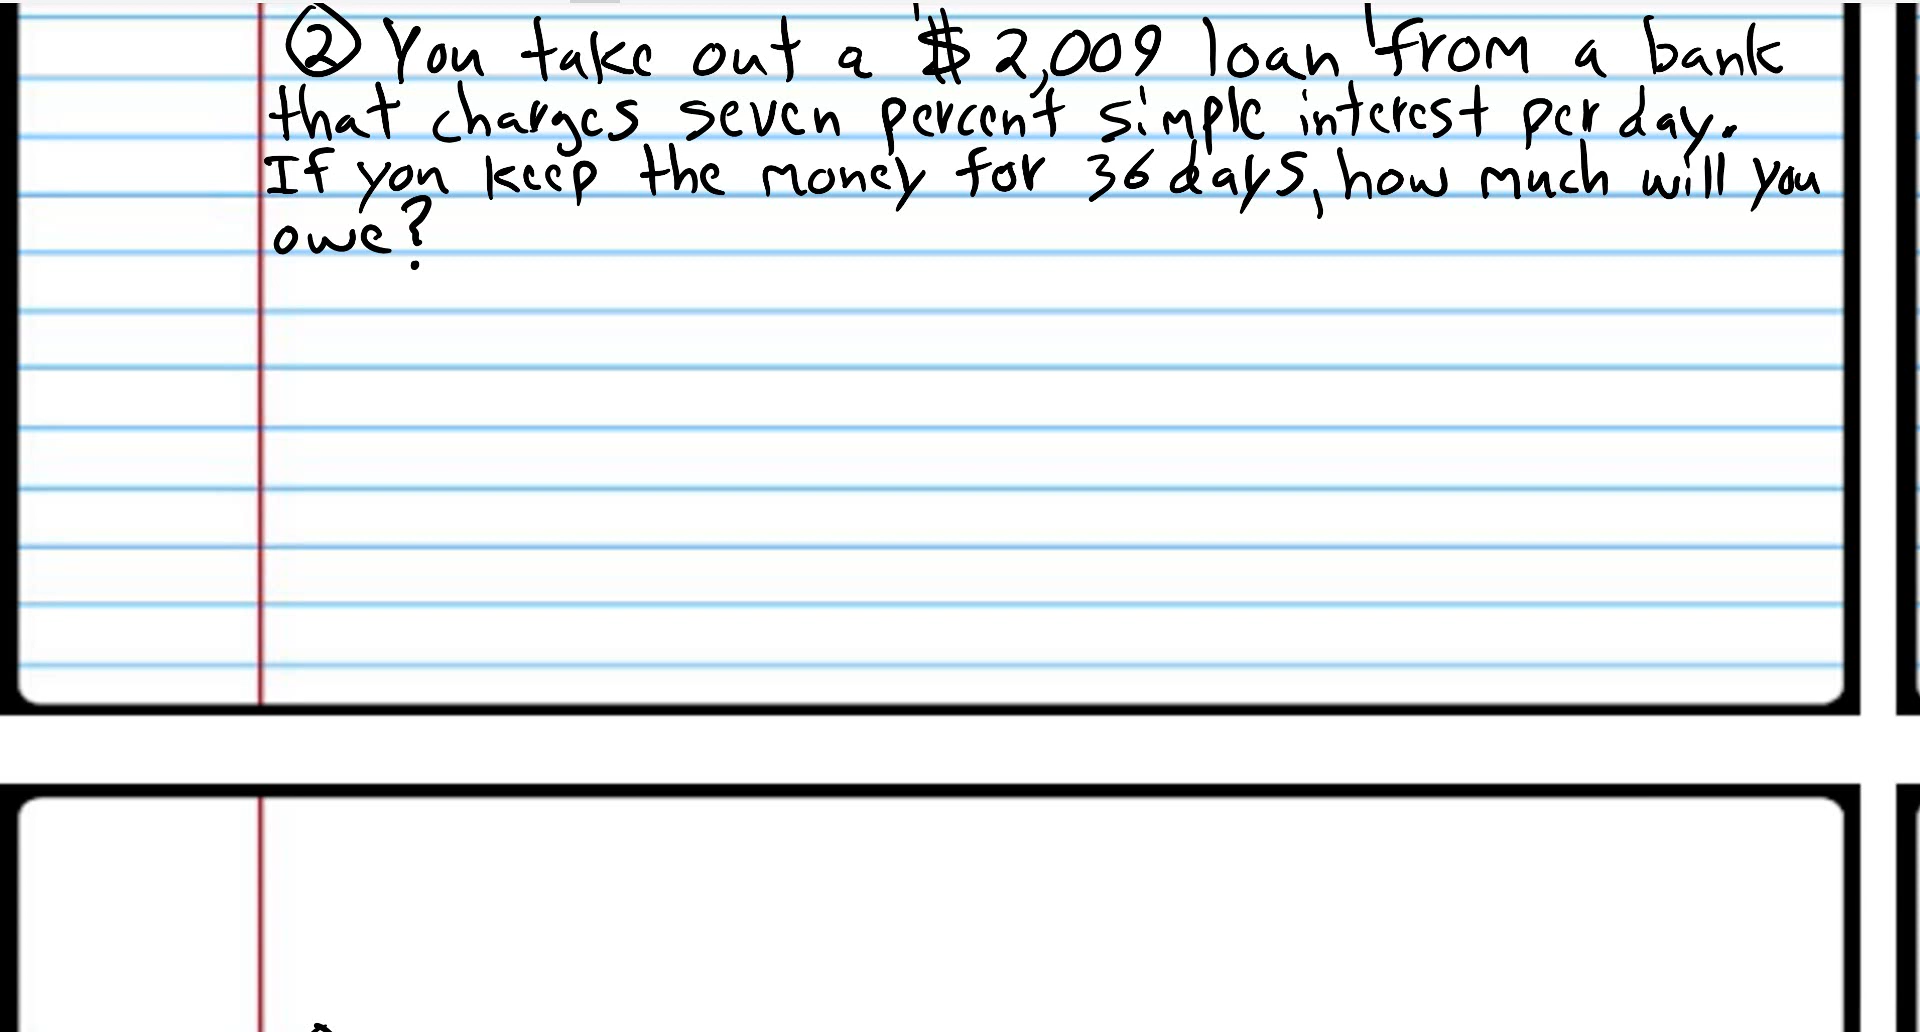 ② You take out a $2,009 loan from a bank
that charges seven percent simple interest per day.
If you keep the money for 36 days, how much will you
owe?